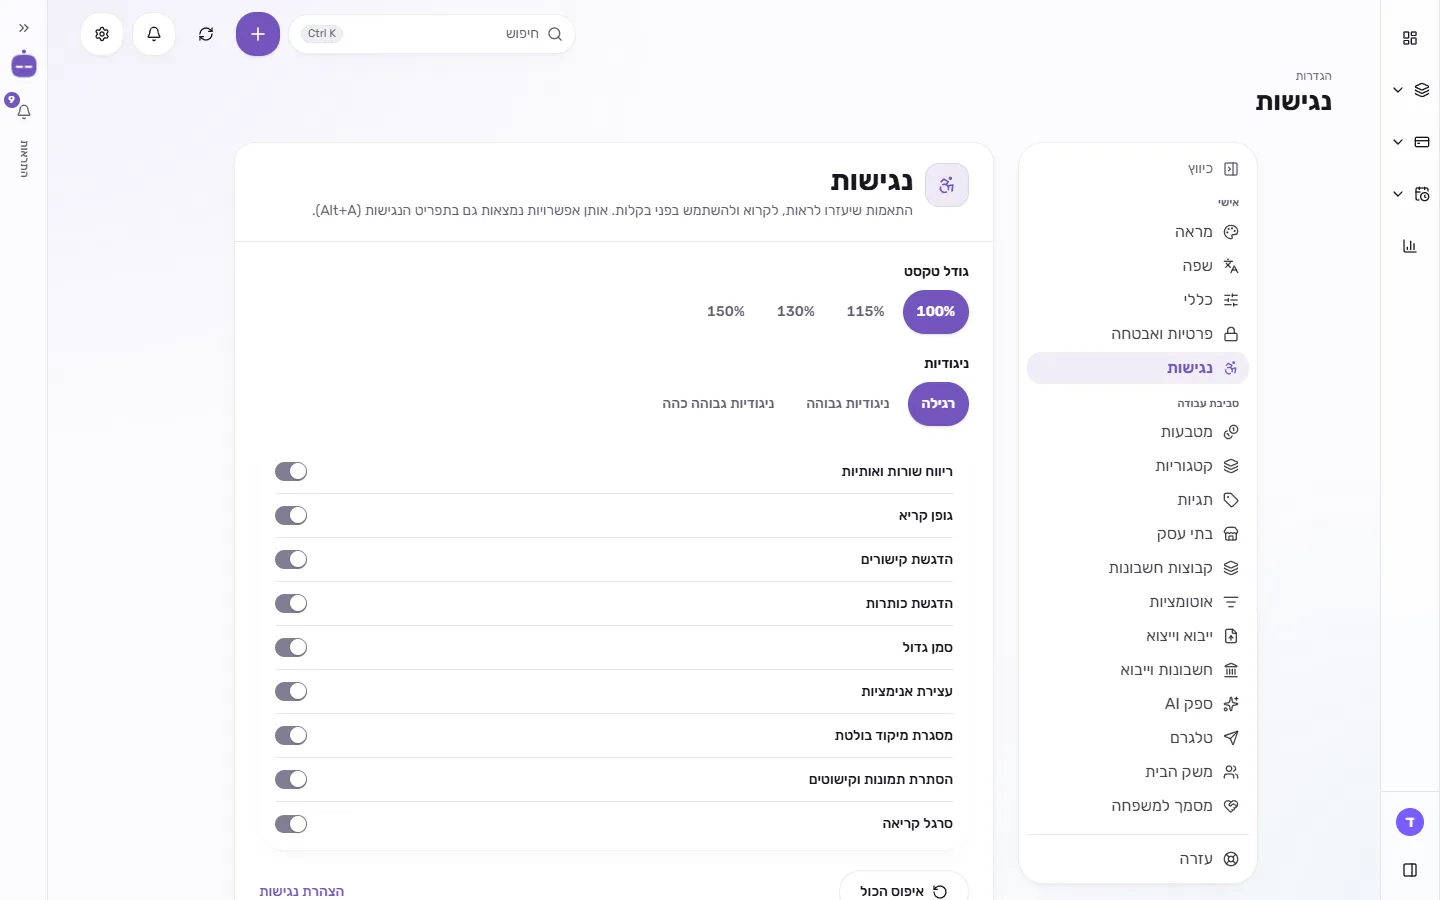 חיפוש
Ctrl K
הגדרות
נגישות
9
התראות
כיווץ
אישי
מראה
שפה
כללי
פרטיות ואבטחה
נגישות
סביבת עבודה
מטבעות
קטגוריות
תגיות
בתי עסק
קבוצות חשבונות
אוטומציות
ייבוא וייצוא
חשבונות וייבוא
ספק AI
טלגרם
משק הבית
מסמך למשפחה
עזרה
ד
נגישות
התאמות שיעזרו לראות, לקרוא ולהשתמש בפני בקלות. אותן אפשרויות נמצאות גם בתפריט הנגישות (Alt+A).
גודל טקסט
100% 115% 130% 150%
ניגודיות
רגילה ניגודיות גבוהה ניגודיות גבוהה כהה
ריווח שורות ואותיות
גופן קריא
הדגשת קישורים
הדגשת כותרות
סמן גדול
עצירת אנימציות
מסגרת מיקוד בולטת
הסתרת תמונות וקישוטים
סרגל קריאה
איפוס הכול
הצהרת נגישות